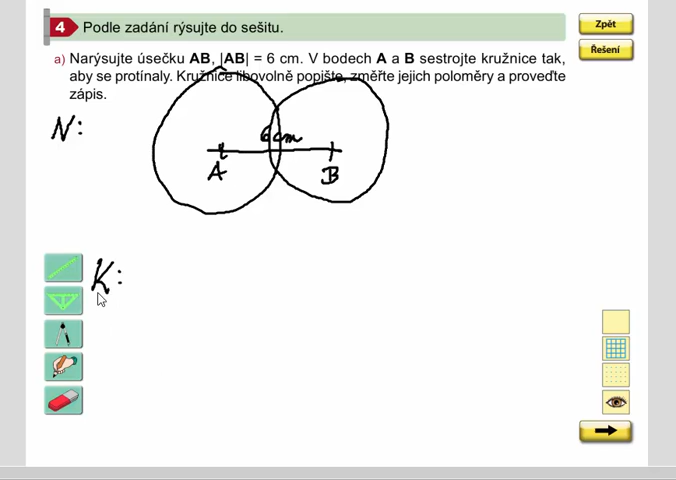 4 Podle zadání rýsujte do sešitu.
Zpět
Řešení
a) Narýsujte úsečku AB, |AB| = 6 cm. V bodech A a B sestrojte kružnice tak,
aby se protínaly. Kružnice libovolně popište, změřte jejich poloměry a proveďte
zápis.
N:
6cm
A
B
K: